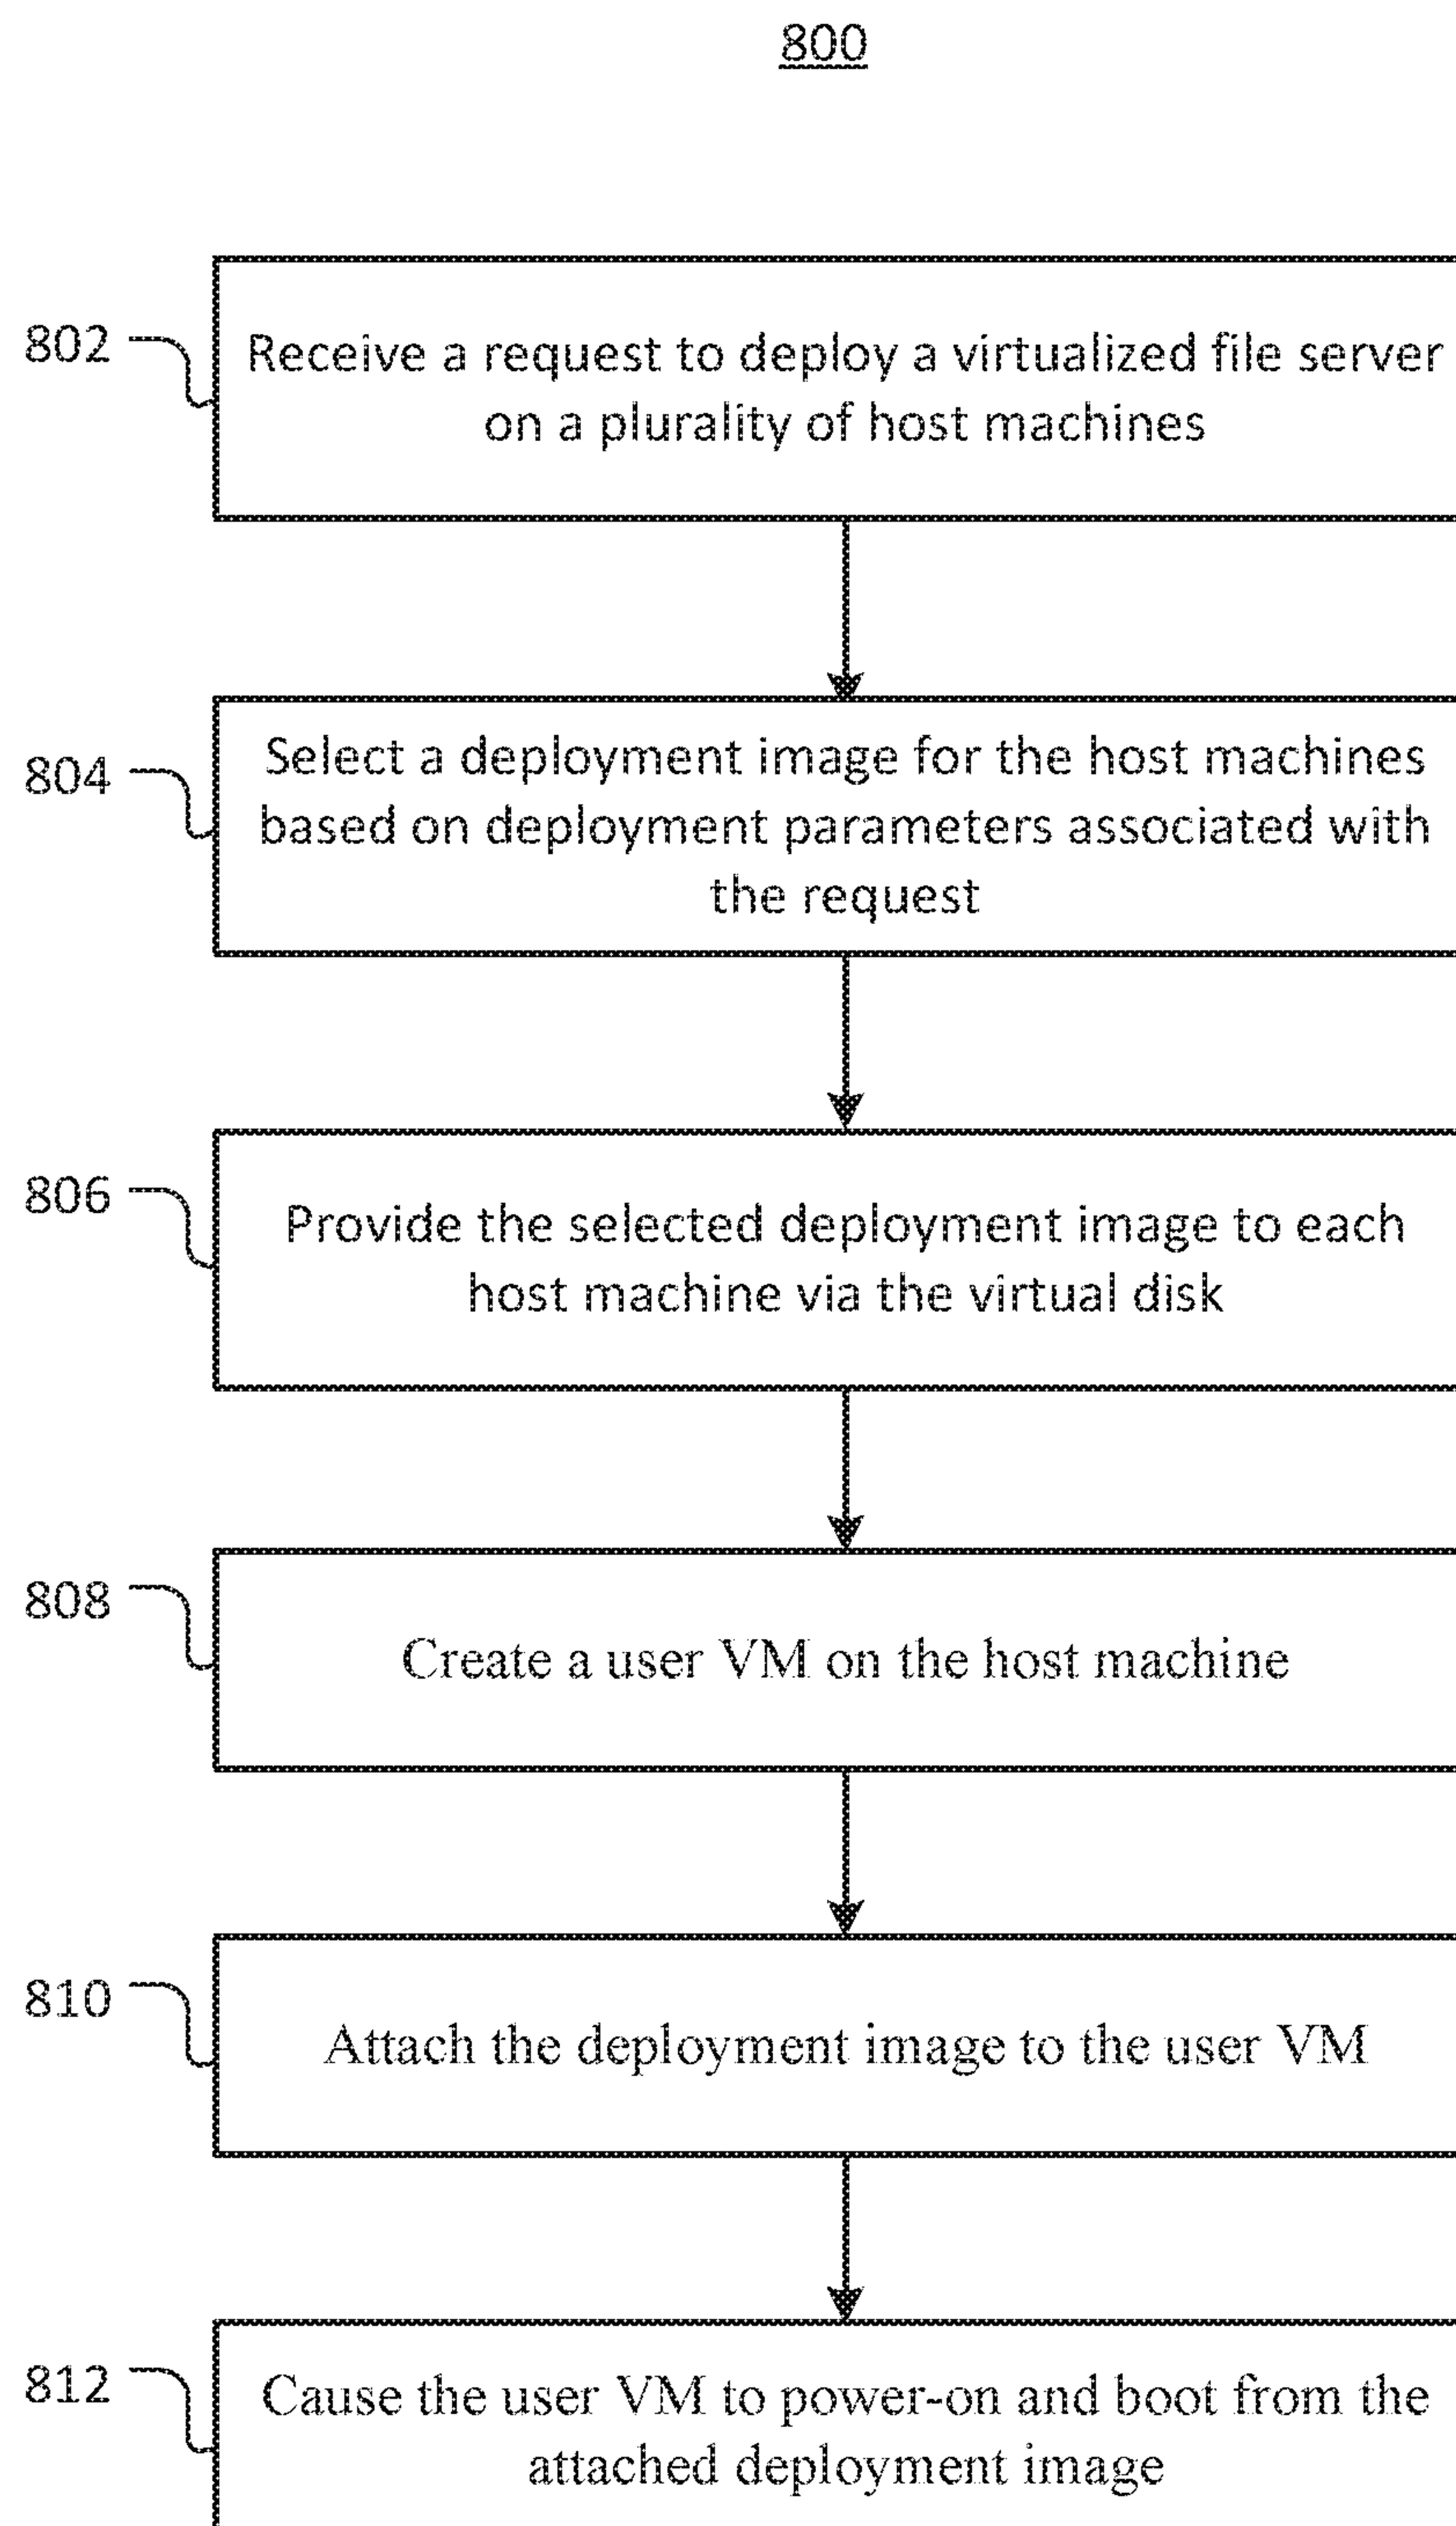 800
802
Receive a request to deploy a virtualized file server
on a plurality of host machines
804
Select a deployment image for the host machines
based on deployment parameters associated with
the request
806
Provide the selected deployment image to each
host machine via the virtual disk
808
Create a user VM on the host machine
810
Attach the deployment image to the user VM
812
Cause the user VM to power-on and boot from the
attached deployment image